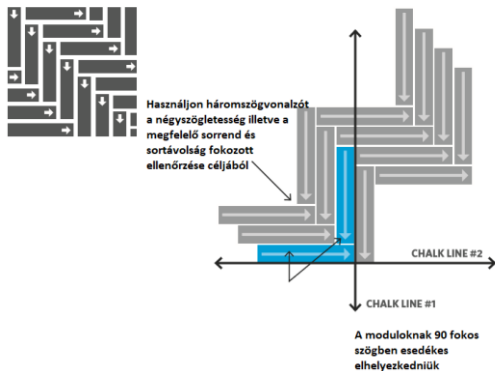 Használjon háromszögvonalzót
a négyszögletesség illetve a
megfelelő sorrend és
sortávolság fokozott
ellenőrzése céljából
CHALK LINE #2
CHALK LINE #1
A moduloknak 90 fokos
szögben esedékes
elhelyezkedniük